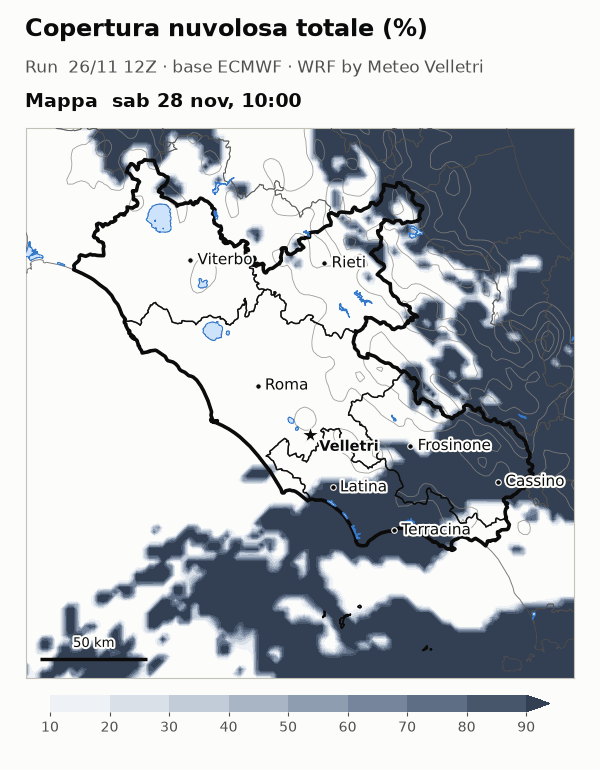 Copertura nuvolosa totale (%)
Run 26/11 12Z · base ECMWF · WRF by Meteo Velletri
Mappa sab 28 nov, 10:00
Viterbo
Rieti
Roma
Velletri
Frosinone
Latina
Cassino
Terracina
50 km
10 20 30 40 50 60 70 80 90